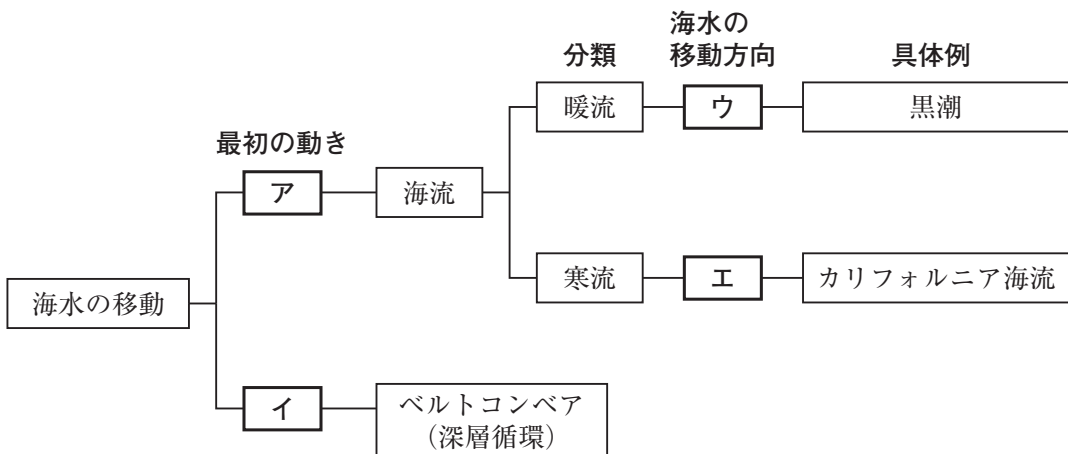 海水の
分類
移動方向
具体例
暖流
ウ
黒潮
最初の動き
ア
海流
寒流
エ
カリフォルニア海流
海水の移動
イ
ベルトコンベア
（深層循環）